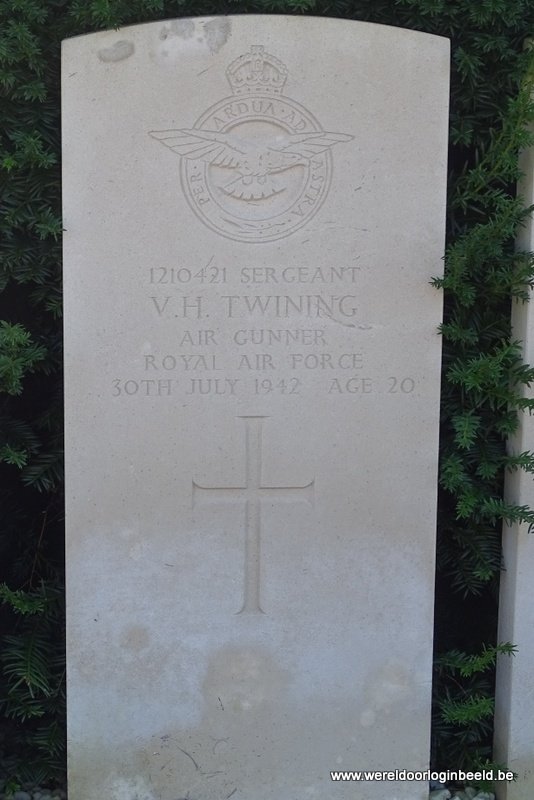 PER ARDUA AD ASTRA
1210421 SERGEANT
V.H. TWINING
AIR GUNNER
ROYAL AIR FORCE
30TH JULY 1942 AGE 20
www.wereldoorloginbeeld.be